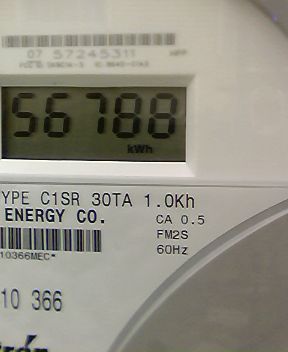 07 57245311
56788
kWh
YPE C1SR 30TA 1.0Kh
ENERGY CO.
CA 0.5
FM2S
60Hz
10366MEC*
10 366
trón